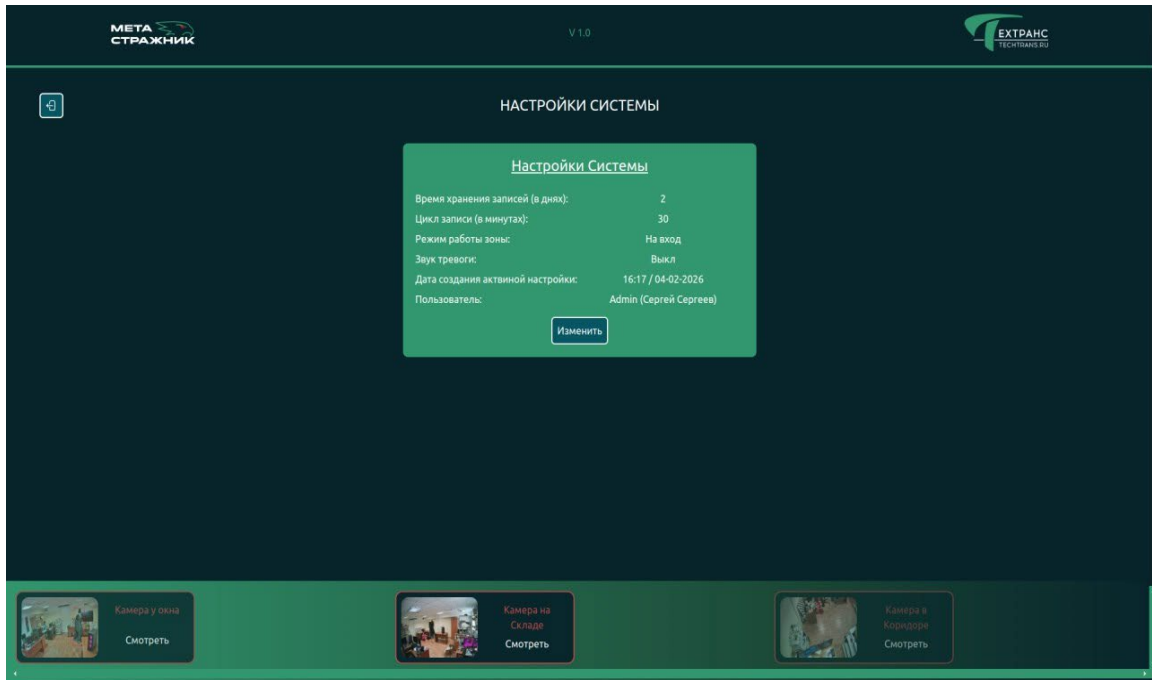 МЕТА
СТРАЖНИК
V 1.0
ЕХТРАНС
TECHTRANS.RU
НАСТРОЙКИ СИСТЕМЫ
Настройки Системы
Время хранения записей (в днях): 2
Цикл записи (в минутах): 30
Режим работы зоны: На вход
Звук тревоги: Выкл
Дата создания актвиной настройки: 16:17 / 04-02-2026
Пользователь: Admin (Сергей Сергеев)
Изменить
Камера у окна
Смотреть
Камера на
Складе
Смотреть
Камера в
Коридоре
Смотреть